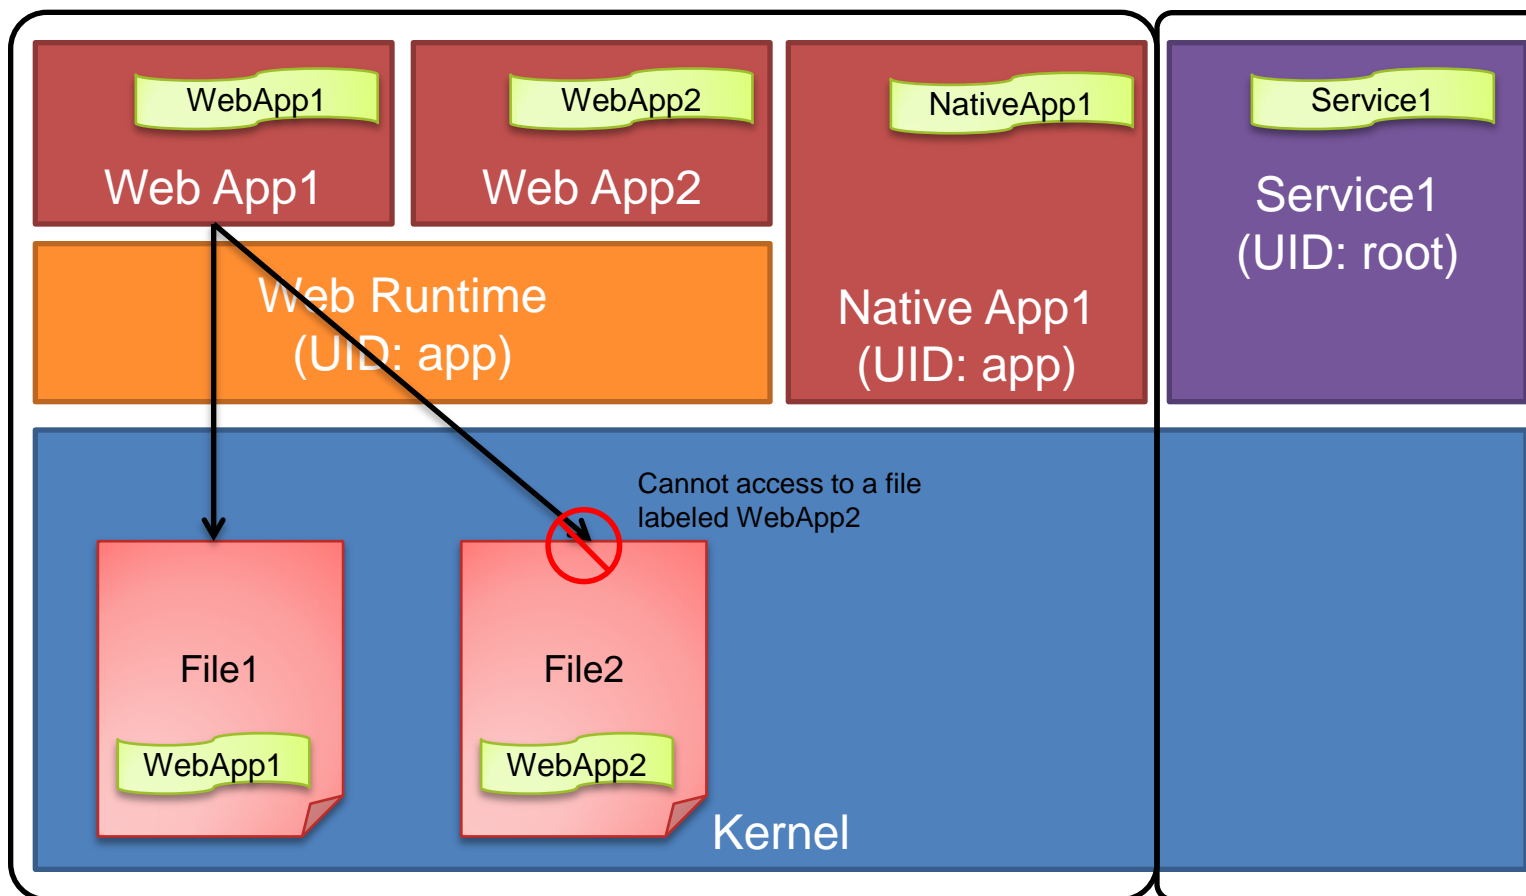 WebApp1
Web App1
WebApp2
Web App2
NativeApp1
Native App1
(UID: app)
Service1
Service1
(UID: root)
Web Runtime
(UID: app)
Cannot access to a file
labeled WebApp2
File1
WebApp1
File2
WebApp2
Kernel